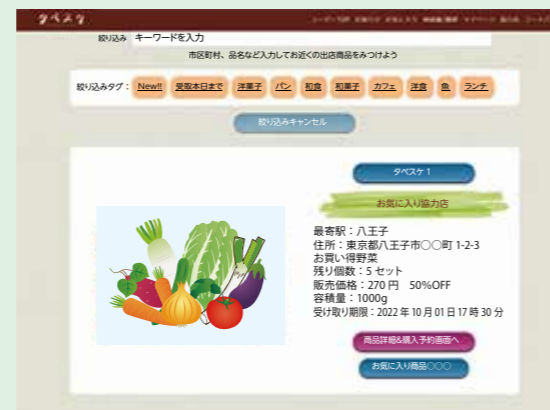 タベスケ
絞り込み キーワードを入力
市区町村、品名など入力してお近くの出店商品をみつけよう
絞り込みタグ： New!! 受取本日まで 洋菓子 パン 和食 和菓子 カフェ 洋食 魚 ランチ
絞り込みキャンセル
タベスケ 1
お気に入り協力店
最寄駅：八王子
住所：東京都八王子市○○町 1-2-3
お買い得野菜
残り個数：5 セット
販売価格：270 円　50%OFF
容積量：1000g
受け取り期限：2022 年 10 月 01 日 17 時 30 分
商品詳細&購入予約画面へ
お気に入り商品○○○